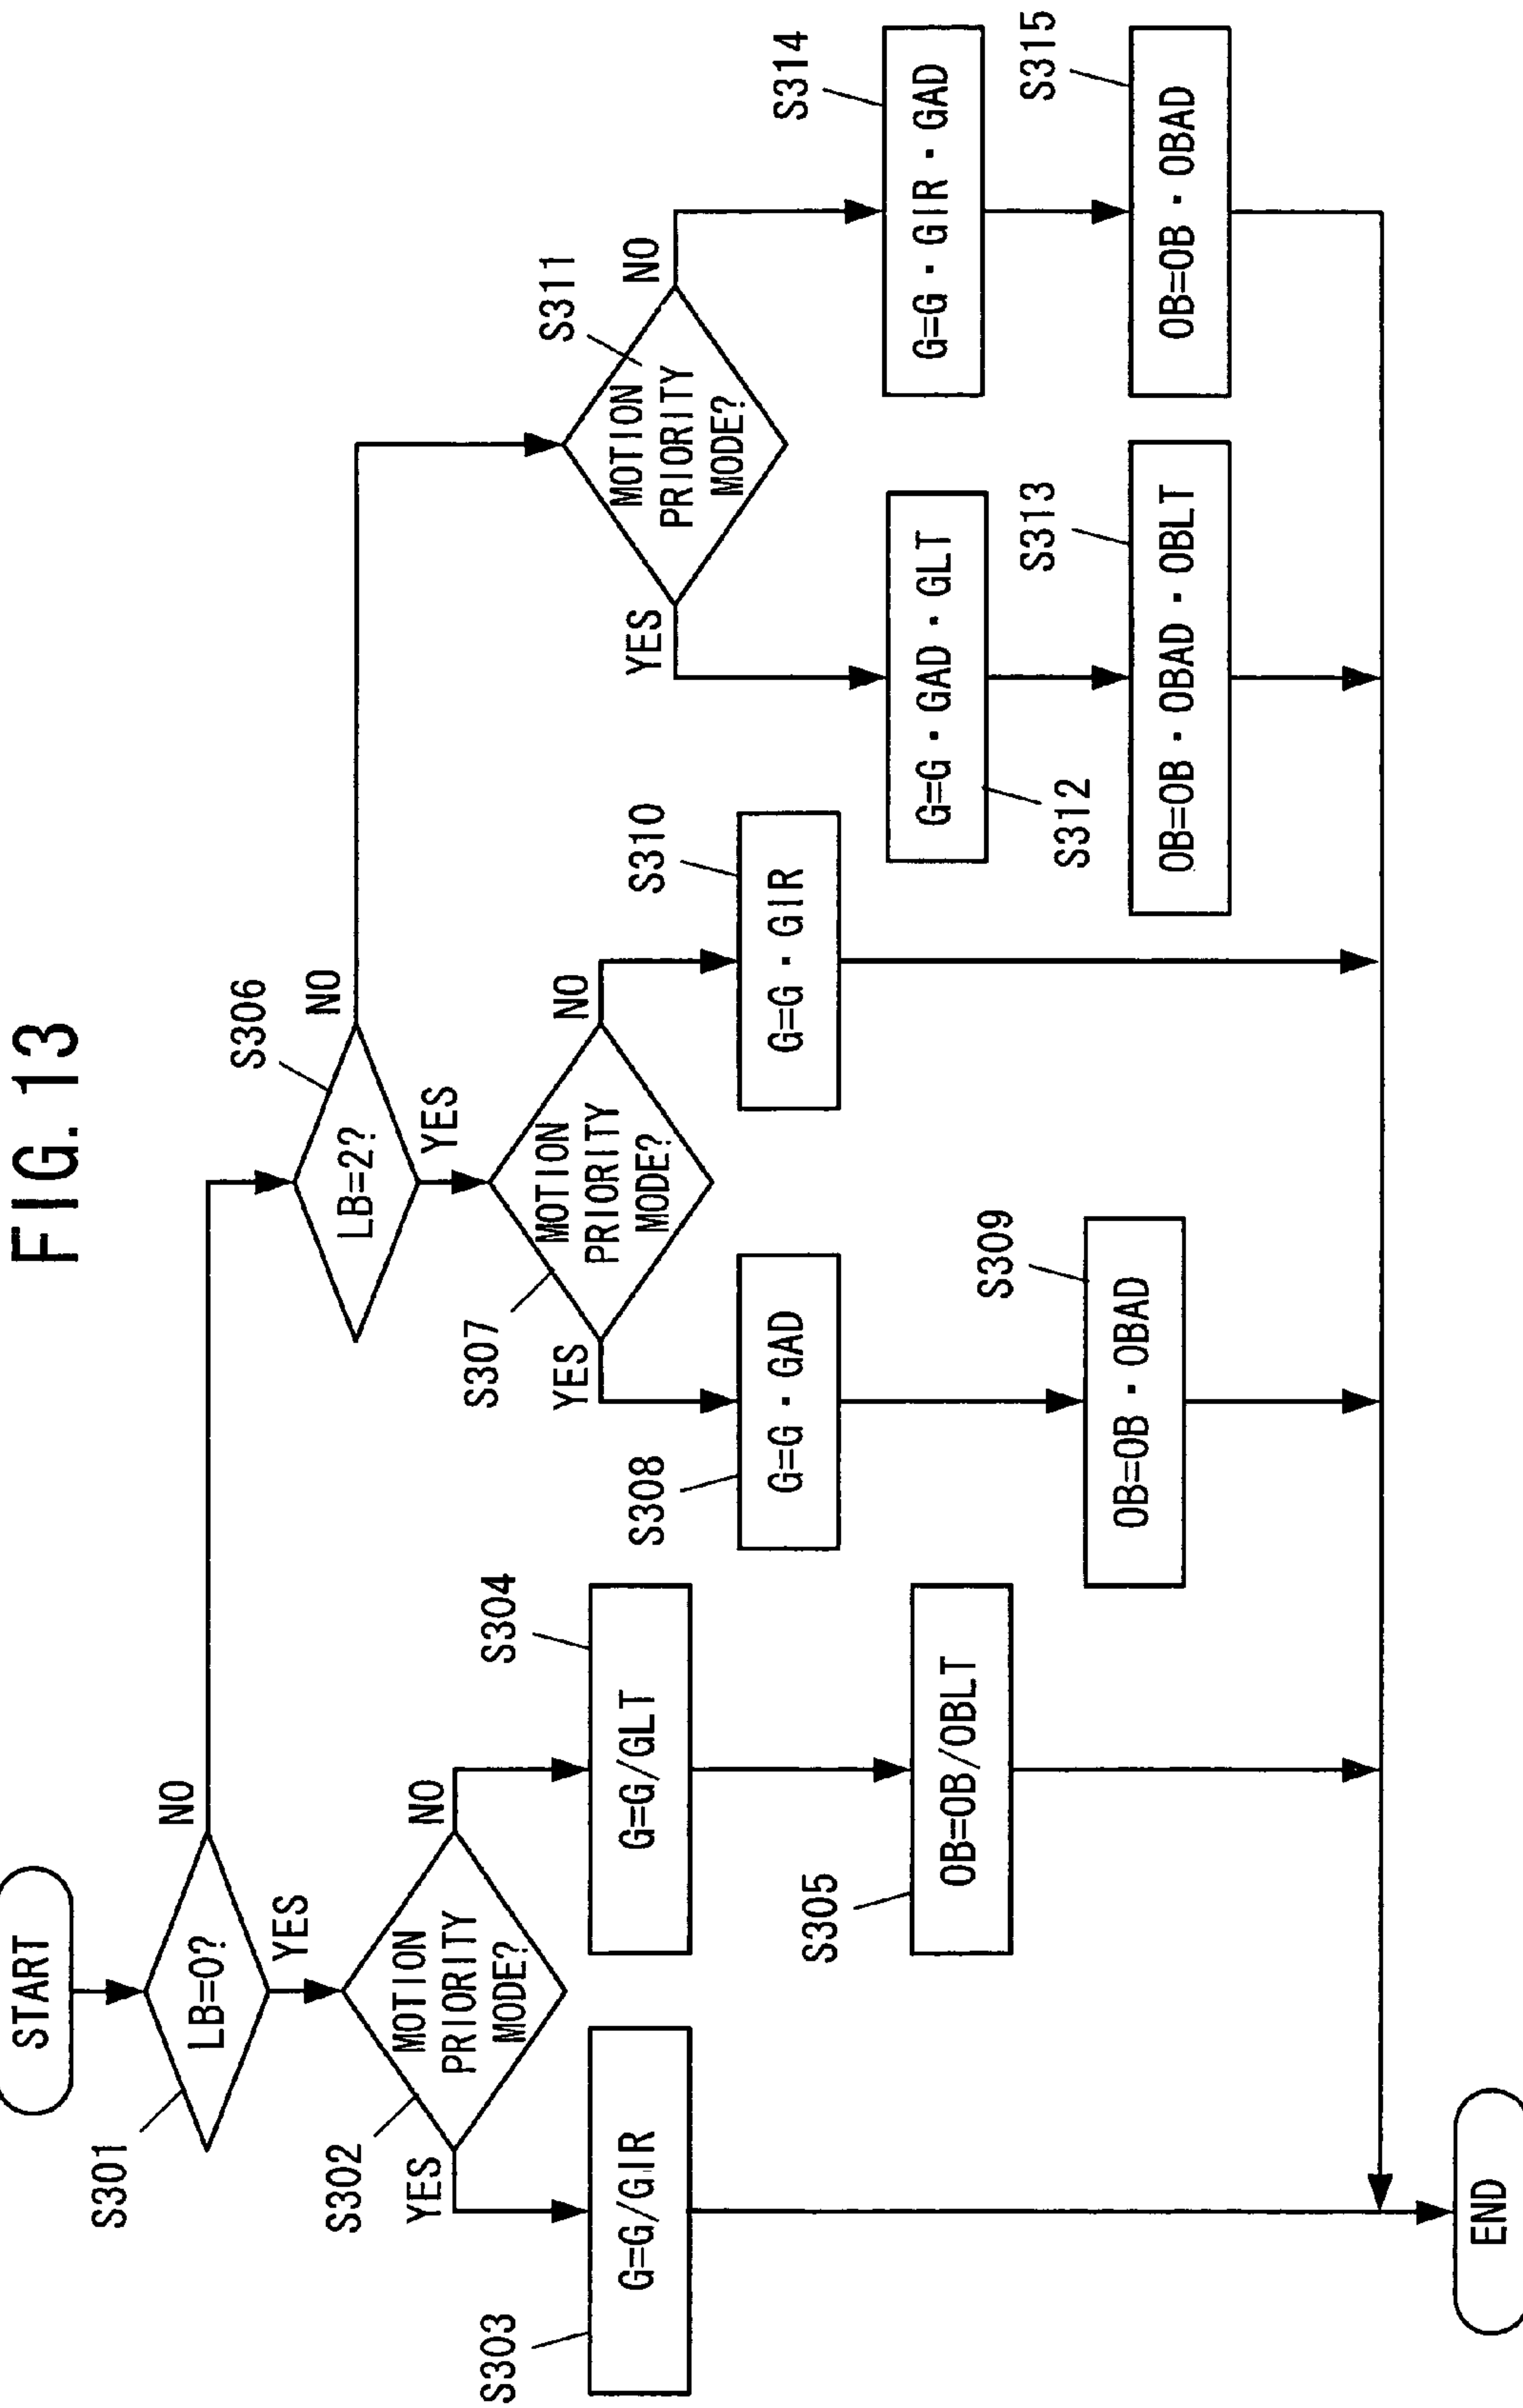 FIG. 13
START
S301
LB=0?
NO
YES
S302
MOTION
PRIORITY
MODE?
YES
NO
S303
G=G/GIR
S304
G=G/GLT
S305
OB=OB/OBLT
S306
LB=2?
NO
YES
S307
MOTION
PRIORITY
MODE?
YES
NO
S308
G=G・GAD
S309
OB=OB・OBAD
S310
G=G・GIR
S311
MOTION
PRIORITY
MODE?
YES
NO
S312
G=G・GAD・GLT
S313
OB=OB・OBAD・OBLT
S314
G=G・GIR・GAD
S315
OB=OB・OBAD
END